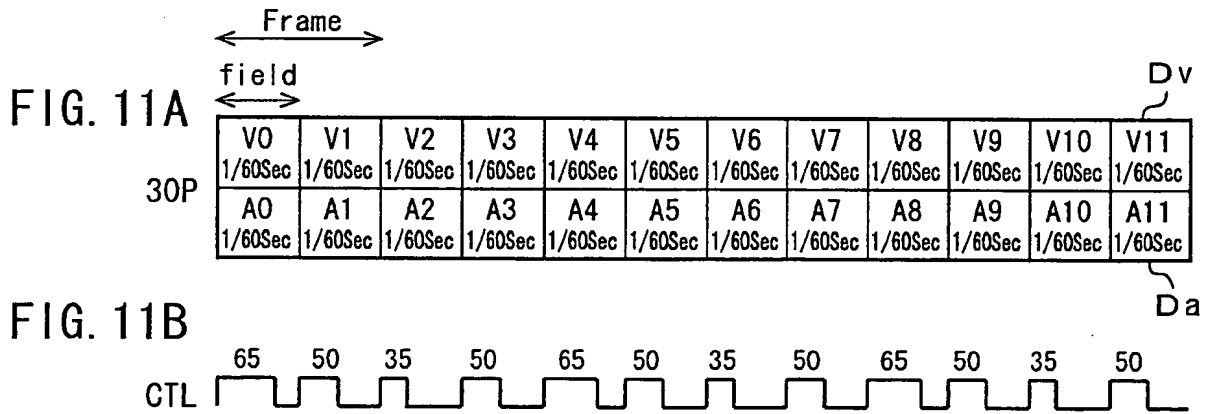 Frame
field
Dv
FIG. 11A
V0 V1 V2 V3 V4 V5 V6 V7 V8 V9 V10 V11
1/60Sec 1/60Sec 1/60Sec 1/60Sec 1/60Sec 1/60Sec 1/60Sec 1/60Sec 1/60Sec 1/60Sec 1/60Sec 1/60Sec
30P
A0 A1 A2 A3 A4 A5 A6 A7 A8 A9 A10 A11
1/60Sec 1/60Sec 1/60Sec 1/60Sec 1/60Sec 1/60Sec 1/60Sec 1/60Sec 1/60Sec 1/60Sec 1/60Sec 1/60Sec
Da
FIG. 11B
65 50 35 50 65 50 35 50 65 50 35 50
CTL